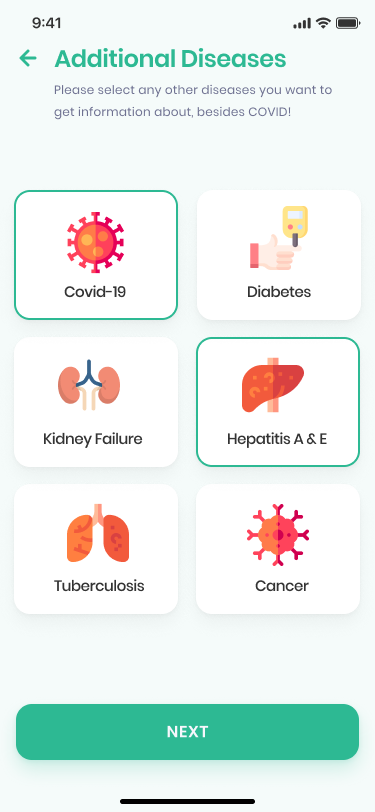 9:41
Additional Diseases
Please select any other diseases you want to
get information about, besides COVID!
Covid-19
Diabetes
Kidney Failure
Hepatitis A & E
Tuberculosis
Cancer
NEXT